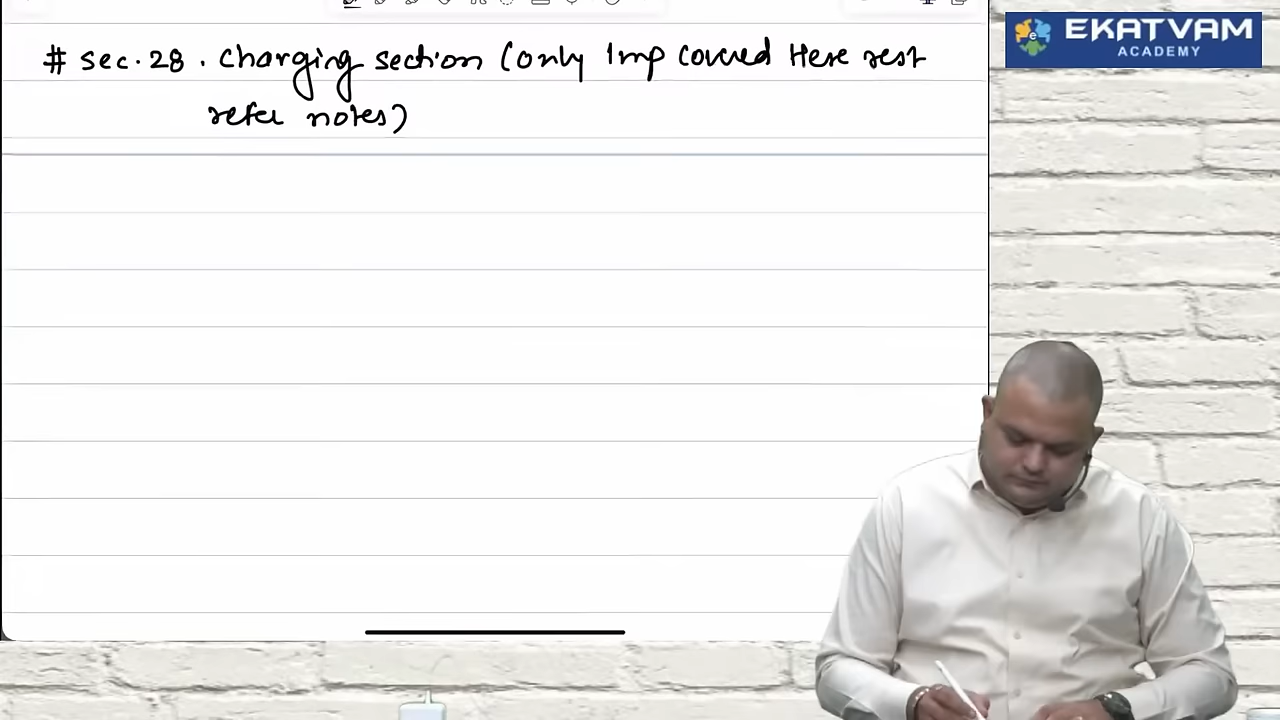 EKATVAM
ACADEMY
# sec. 28. Charging section (only Imp covered Here rest
refer notes)